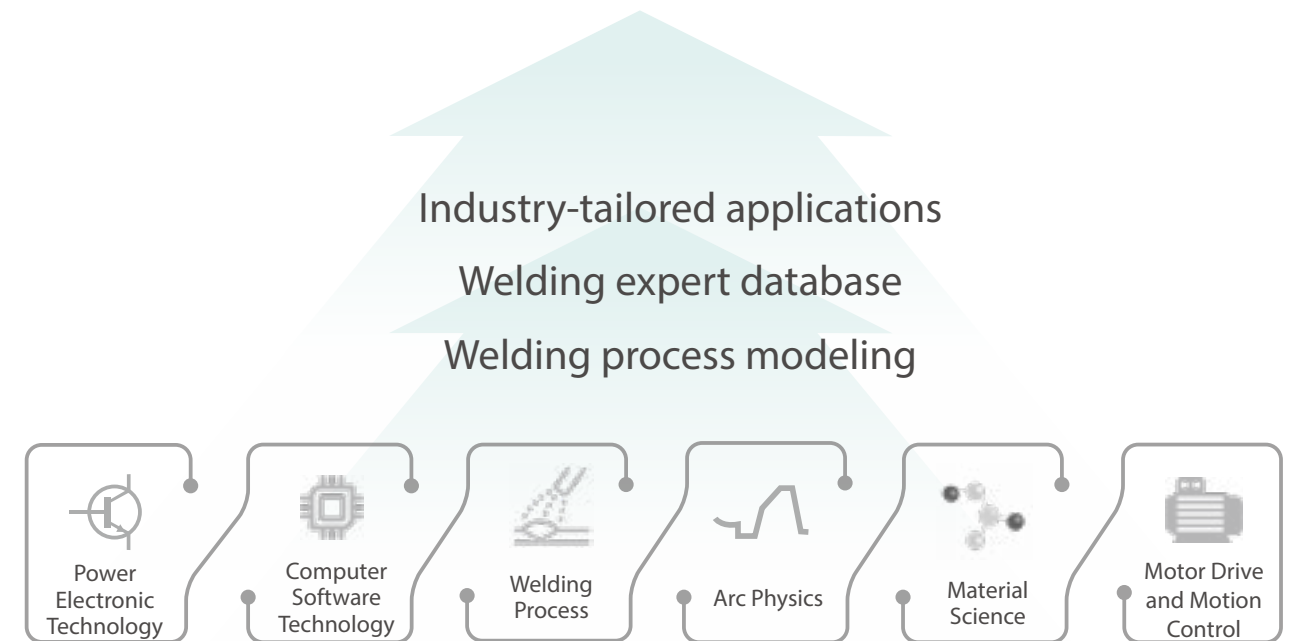 Industry-tailored applications
Welding expert database
Welding process modeling
Power
Electronic
Technology
Computer
Software
Technology
Welding
Process
Arc Physics
Material
Science
Motor Drive
and Motion
Control